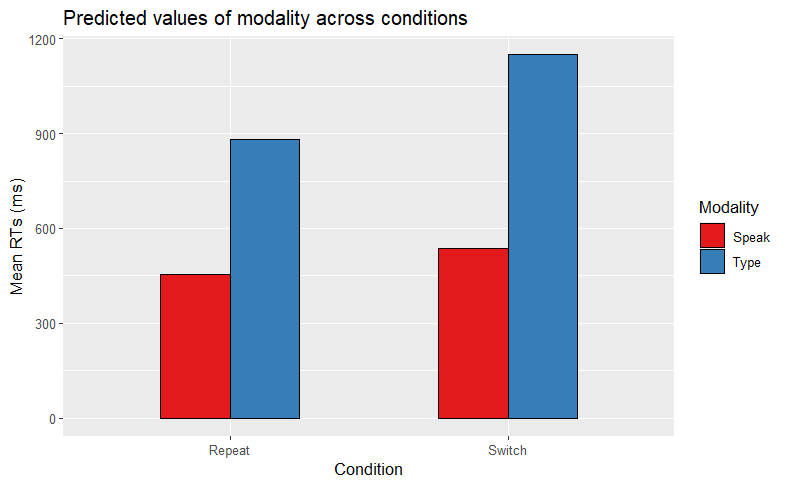 Predicted values of modality across conditions
1200
900
600
300
0
Mean RTs (ms)
Repeat
Switch
Condition
Modality
Speak
Type